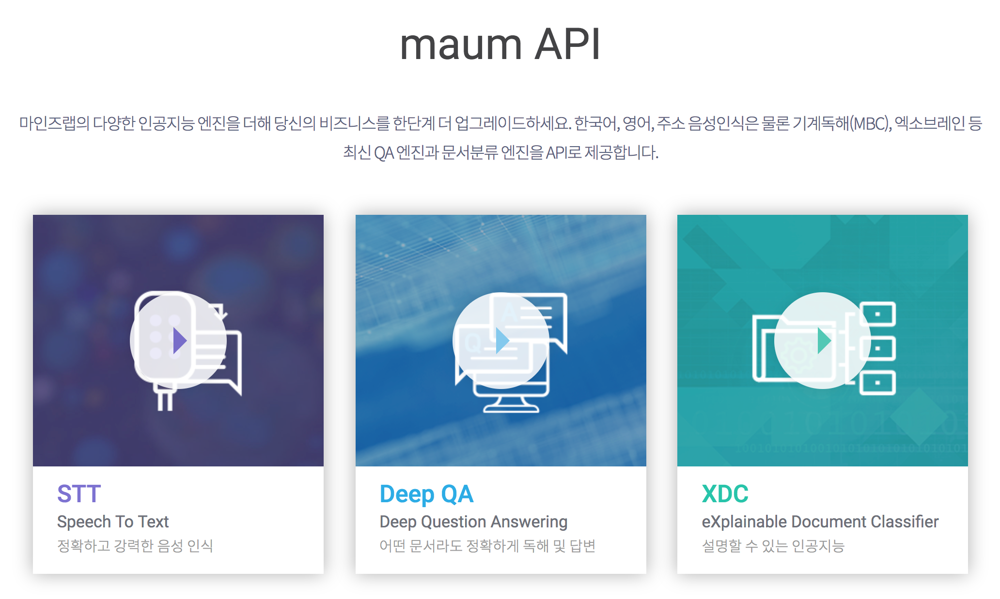 maum API
마인즈랩의 다양한 인공지능 엔진을 더해 당신의 비즈니스를 한단계 더 업그레이드하세요. 한국어, 영어, 주소 음성인식은 물론 기계독해(MBC), 엑소브레인 등
최신 QA 엔진과 문서분류 엔진을 API로 제공합니다.
A
Q
STT
Speech To Text
정확하고 강력한 음성 인식
Deep QA
Deep Question Answering
어떤 문서라도 정확하게 독해 및 답변
XDC
eXplainable Document Classifier
설명할 수 있는 인공지능